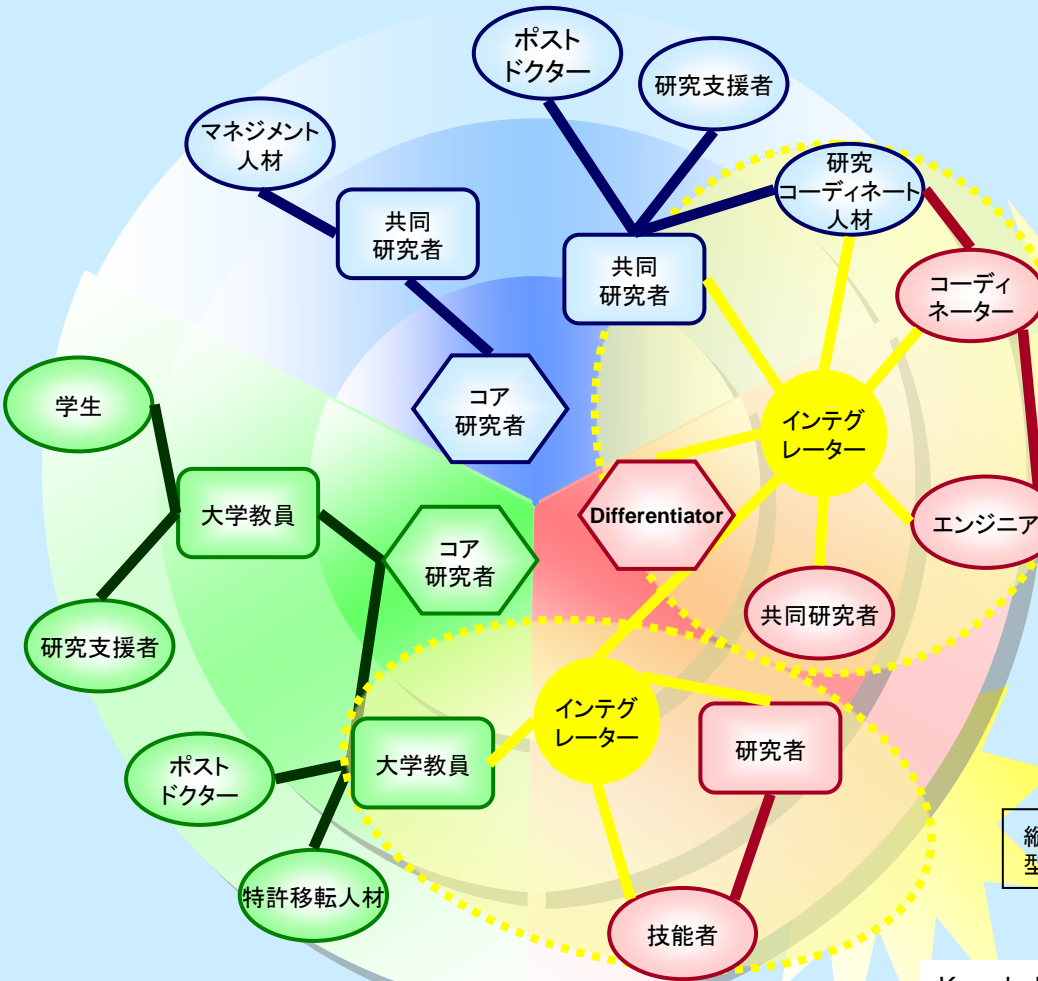 ポスト
ドクター
研究支援者
マネジメント
人材
研究
コーディネート
人材
共同
研究者
共同
研究者
コーディ
ネーター
コア
研究者
学生
インテグ
レーター
大学教員
Differentiator
エンジニア
コア
研究者
共同研究者
研究支援者
インテグ
レーター
大学教員
研究者
ポスト
ドクター
特許移転人材
技能者
縦
型